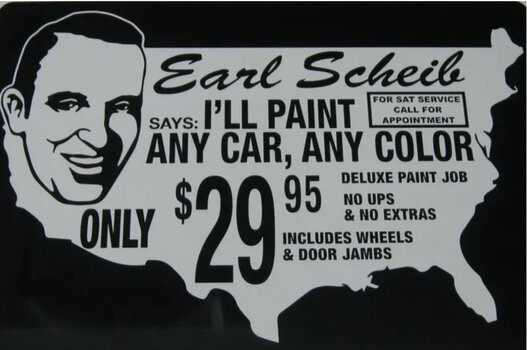 Earl Scheib
SAYS: I'LL PAINT
FOR SAT SERVICE
CALL FOR
APPOINTMENT
ANY CAR, ANY COLOR
ONLY $29 95
DELUXE PAINT JOB
NO UPS
& NO EXTRAS
INCLUDES WHEELS
& DOOR JAMBS